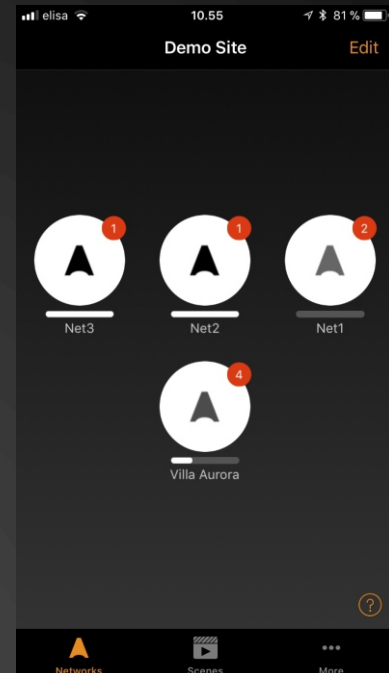 elisa 10.55 81 %
Demo Site Edit
1 1 2
Net3 Net2 Net1
4
Villa Aurora
?
Networks Scenes More